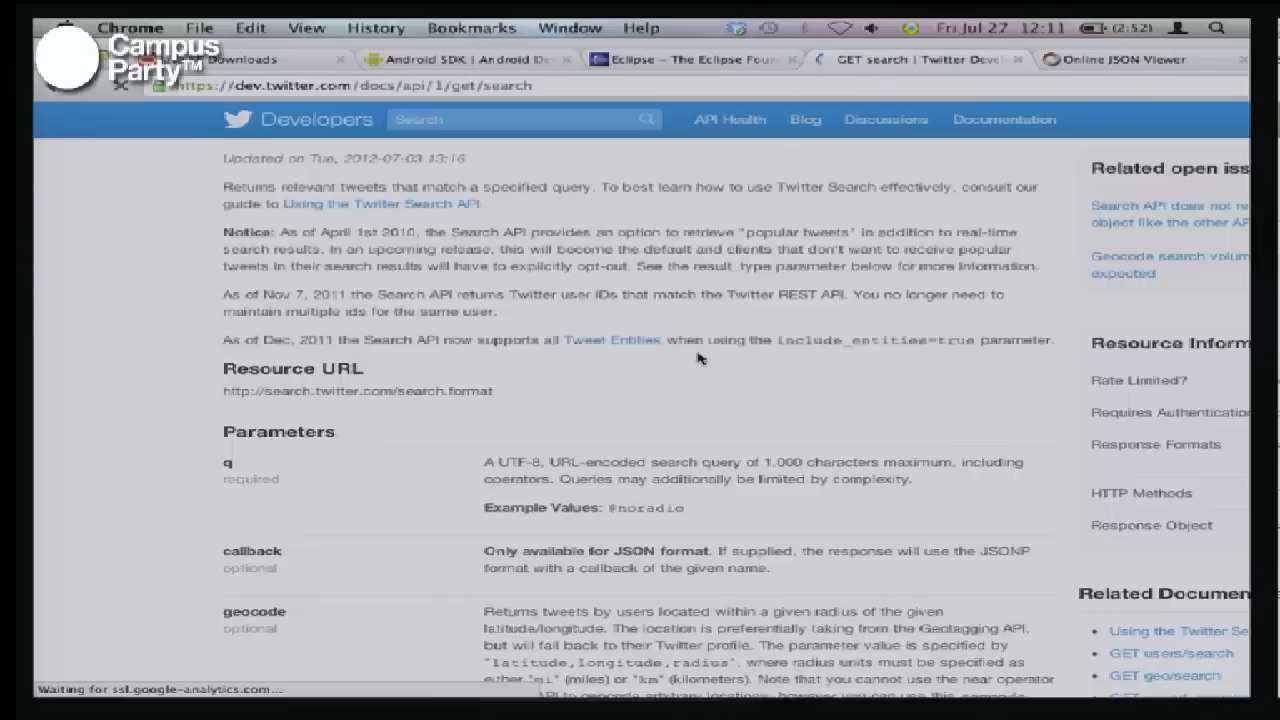 Chrome File Edit View History Bookmarks Window Help Fri Jul 27 12:11 (2:52)
Campus
Party™
Downloads Android SDK | Android De Eclipse – The Eclipse Foun GET search | Twitter Devel Online JSON Viewer
https://dev.twitter.com/docs/api/1/get/search
Developers Search API Health Blog Discussions Documentation
Updated on Tue, 2012-07-03 13:16
Returns relevant tweets that match a specified query. To best learn how to use Twitter Search effectively, consult our
guide to Using the Twitter Search API
Notice: As of April 1st 2010, the Search API provides an option to retrieve "popular tweets" in addition to real-time
search results. In an upcoming release, this will become the default and clients that don't want to receive popular
tweets in their search results will have to explicitly opt-out. See the result_type parameter below for more information.
As of Nov 7, 2011 the Search API returns Twitter user IDs that match the Twitter REST API. You no longer need to
maintain multiple ids for the same user.
As of Dec, 2011 the Search API now supports all Tweet Entities when using the include_entities=true parameter.
Resource URL
http://search.twitter.com/search.format
Parameters
q
required
A UTF-8, URL-encoded search query of 1,000 characters maximum, including
operators. Queries may additionally be limited by complexity.
Example Values: @noradio
callback
optional
Only available for JSON format. If supplied, the response will use the JSONP
format with a callback of the given name.
geocode
optional
Returns tweets by users located within a given radius of the given
latitude/longitude. The location is preferentially taking from the Geotagging API,
but will fall back to their Twitter profile. The parameter value is specified by
"latitude,longitude,radius", where radius units must be specified as
either "mi" (miles) or "km" (kilometers). Note that you cannot use the near operator
Related open iss
Search API does not re
object like the other AP
Geocode search volum
expected
Resource Inform
Rate Limited?
Requires Authentication
Response Formats
HTTP Methods
Response Object
Related Documen
Using the Twitter Se
GET users/search
GET geo/search
Waiting for ssl.google-analytics.com...